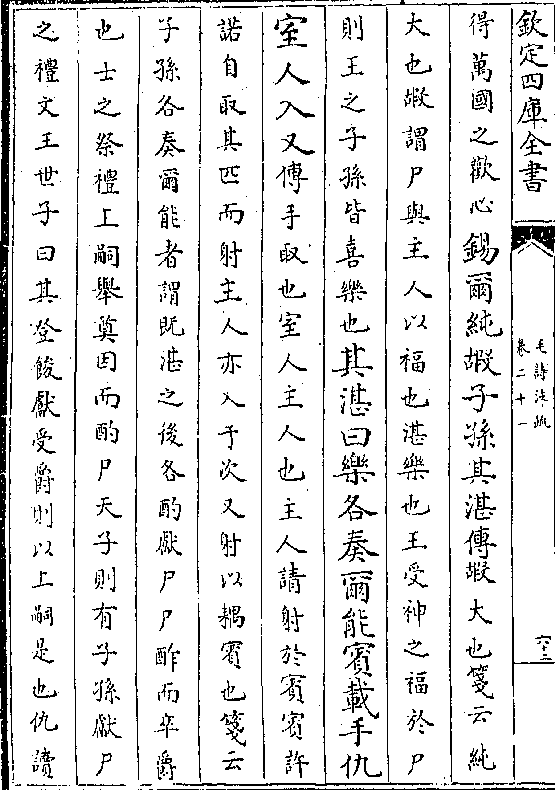 欽定四庫全書
毛詩注疏
卷二十一
六十二
得萬國之歡心錫爾純嘏子孫其湛傳嘏大也箋云純
大也嘏謂尸與主人以福也湛樂也王受神之福於尸
則王之子孫皆喜樂也其湛曰樂各奏爾能賓載手仇
室人入又傳手取也室人主人也主人請射於賓賓許
諾自取其匹而射主人亦入于次又射以耦賓也箋云
子孫各奏爾能者謂既湛之後各酌獻尸尸酢而卒爵
也士之祭禮上嗣舉奠因而酌尸天子則有子孫獻尸
之禮文王世子曰其登餕獻受爵則以上嗣是也仇讀